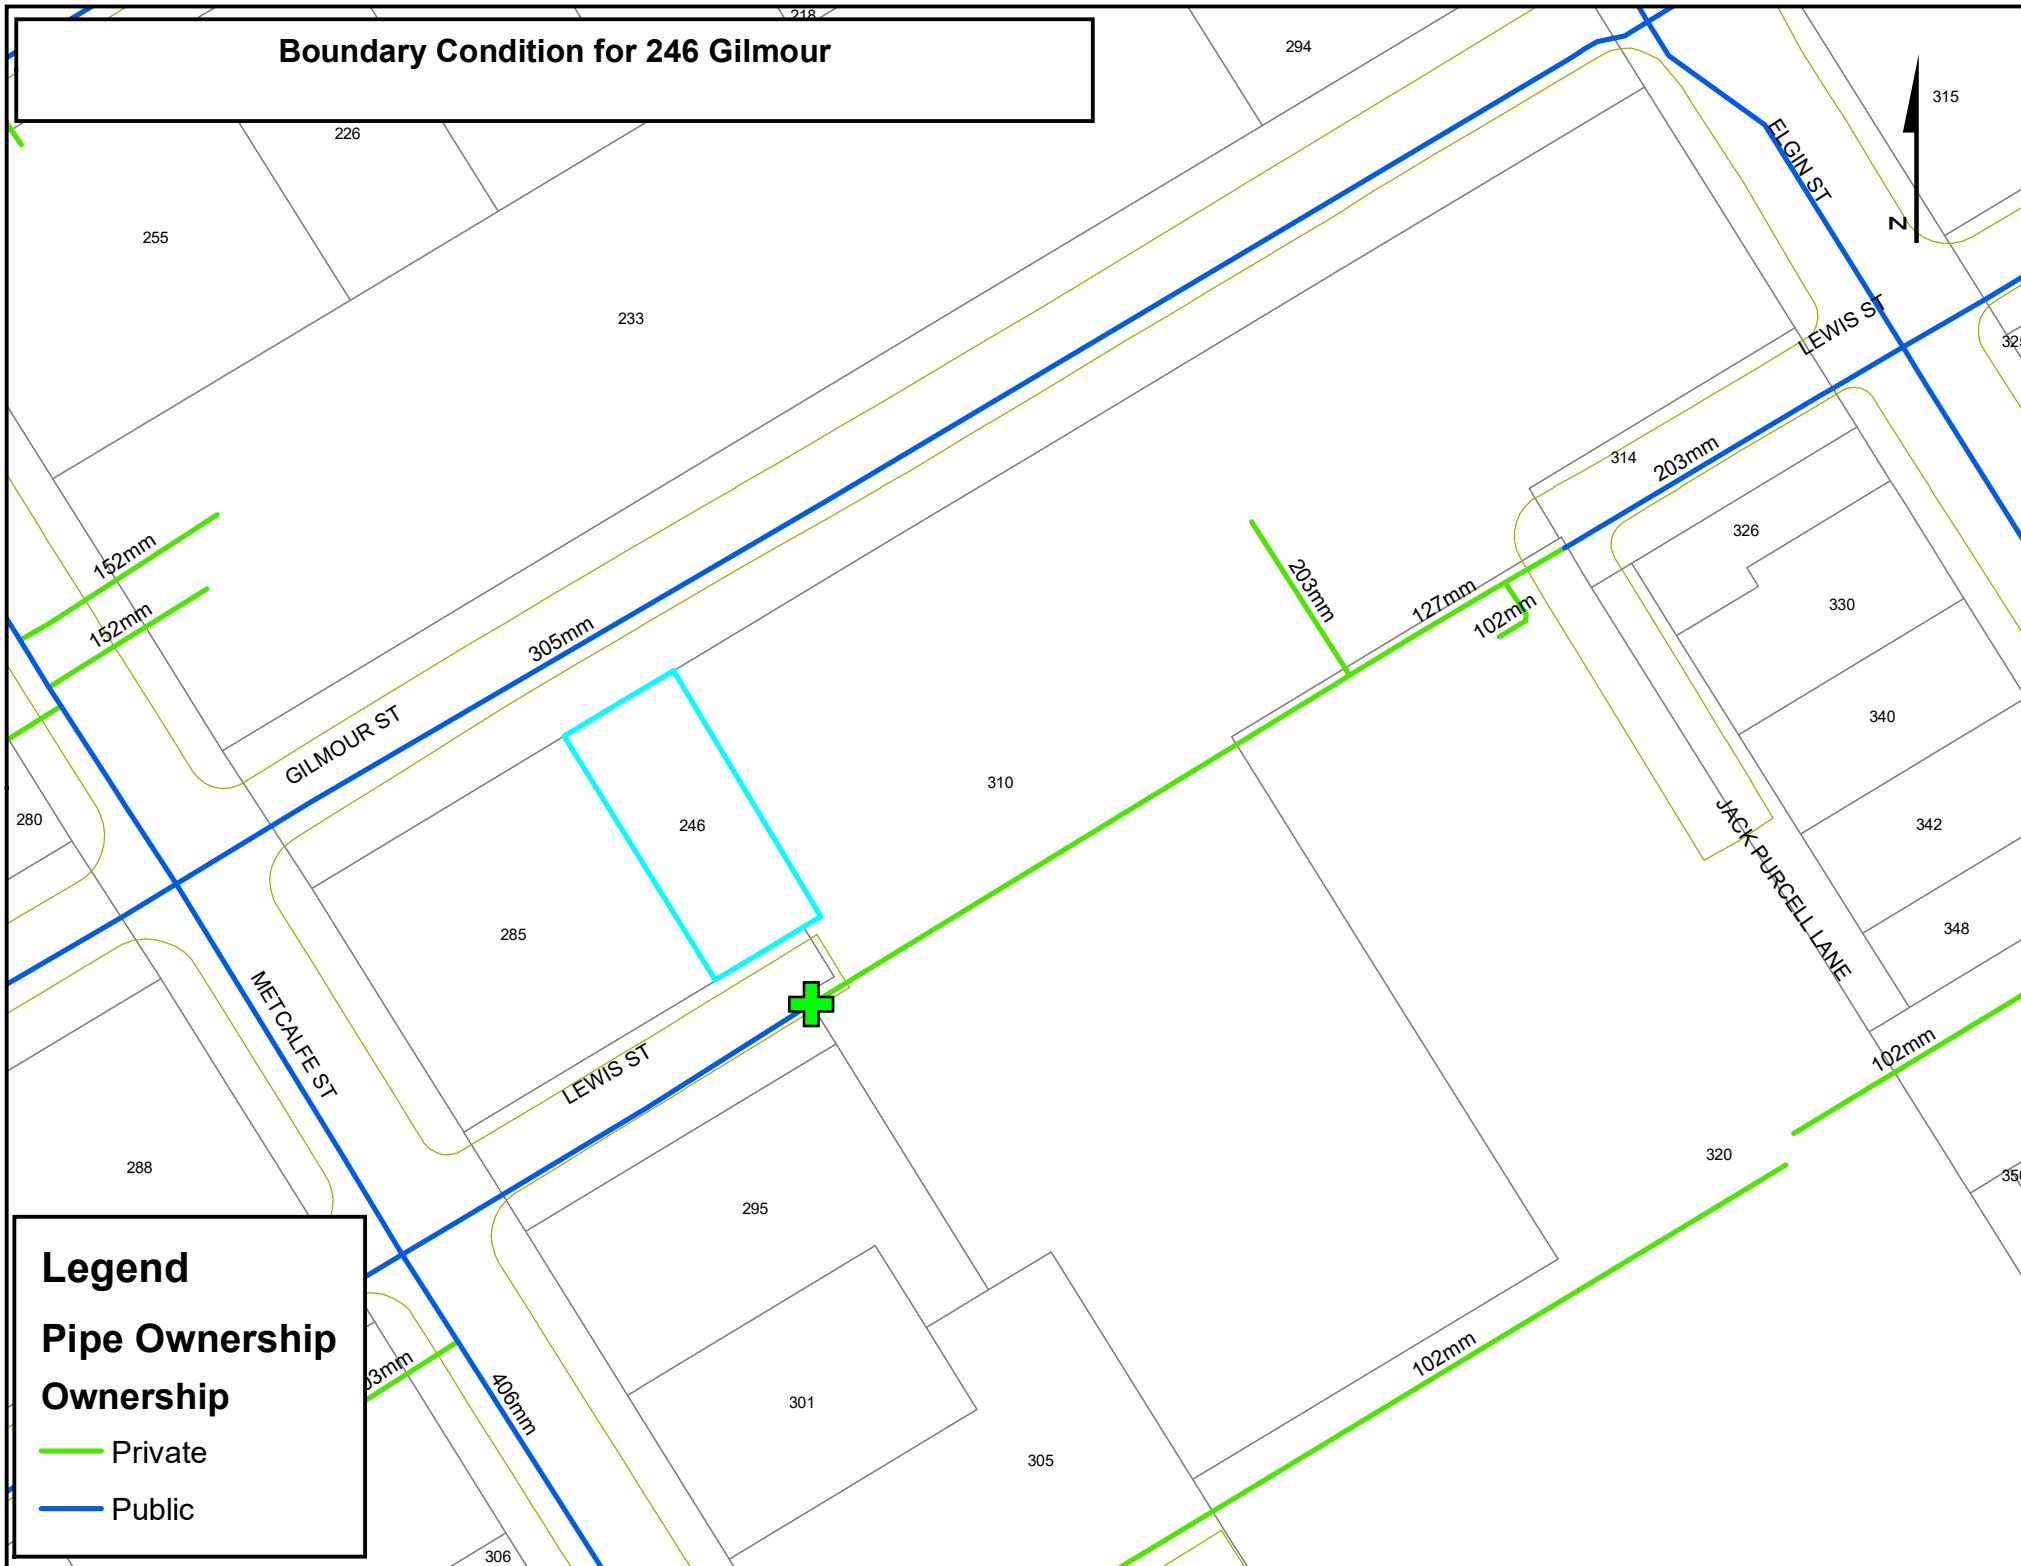 Boundary Condition for 246 Gilmour
218
294
315
226
ELGIN ST
255
N
233
LEWIS ST
314
203mm
326
152mm
152mm
203mm
127mm
102mm
330
305mm
GILMOUR ST
340
310
280
246
342
JACK PURCELL LANE
285
348
METCALFE ST
LEWIS ST
102mm
288
320
295
102mm
406mm
301
305
306
Legend
Pipe Ownership
Ownership
Private
Public